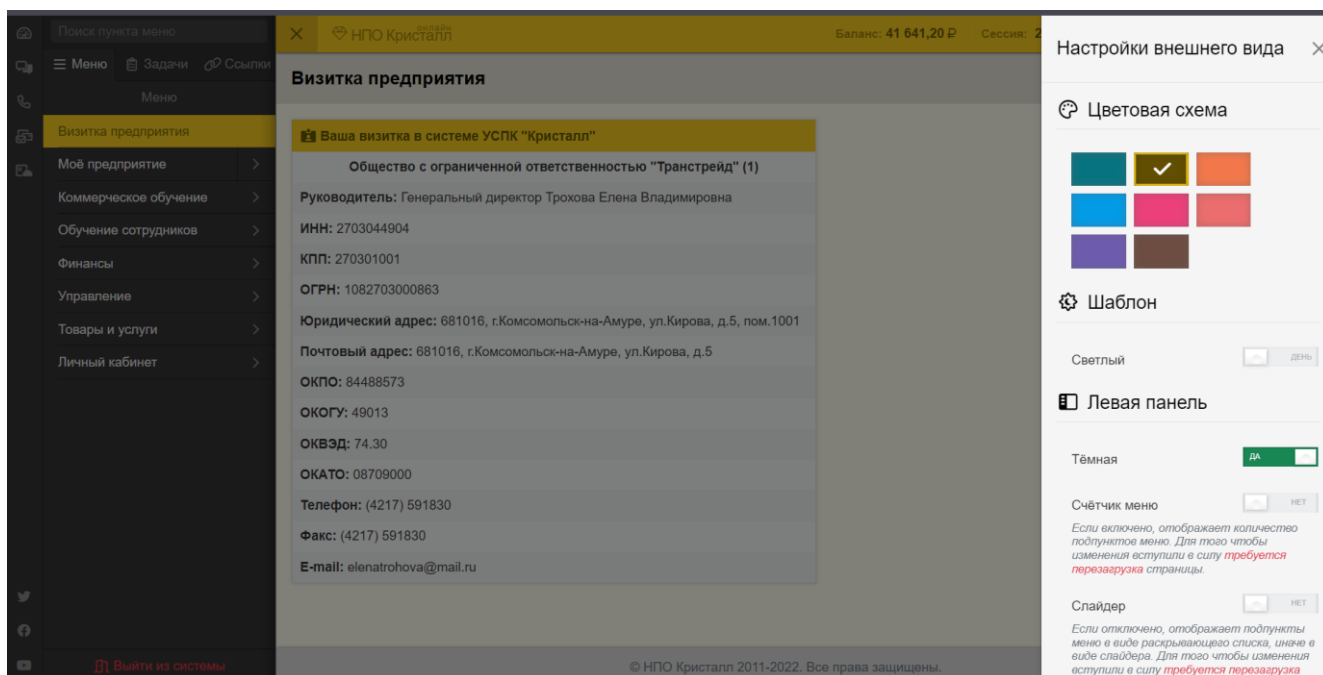 Поиск пункта меню
Меню
Задачи
Ссылки
Меню
Визитка предприятия
Моё предприятие
Коммерческое обучение
Обучение сотрудников
Финансы
Управление
Товары и услуги
Личный кабинет
Выйти из системы
онлайн
НПО Кристалл
Баланс: 41 641,20 ₽
Сессия: 2
Визитка предприятия
Ваша визитка в системе УСПК "Кристалл"
Общество с ограниченной ответственностью "Транстрейд" (1)
Руководитель: Генеральный директор Трохова Елена Владимировна
ИНН: 2703044904
КПП: 270301001
ОГРН: 1082703000863
Юридический адрес: 681016, г.Комсомольск-на-Амуре, ул.Кирова, д.5, пом.1001
Почтовый адрес: 681016, г.Комсомольск-на-Амуре, ул.Кирова, д.5
ОКПО: 84488573
ОКОГУ: 49013
ОКВЭД: 74.30
ОКАТО: 08709000
Телефон: (4217) 591830
Факс: (4217) 591830
E-mail: elenatrohova@mail.ru
© НПО Кристалл 2011-2022. Все права защищены.
Настройки внешнего вида
Цветовая схема
Шаблон
Светлый
ДЕНЬ
Левая панель
Тёмная
ДА
Счётчик меню
НЕТ
Если включено, отображает количество
подпунктов меню. Для того чтобы
изменения вступили в силу требуется
перезагрузка страницы.
Слайдер
НЕТ
Если отключено, отображает подпункты
меню в виде раскрывающего списка, иначе в
виде слайдера. Для того чтобы изменения
вступили в силу требуется перезагрузка